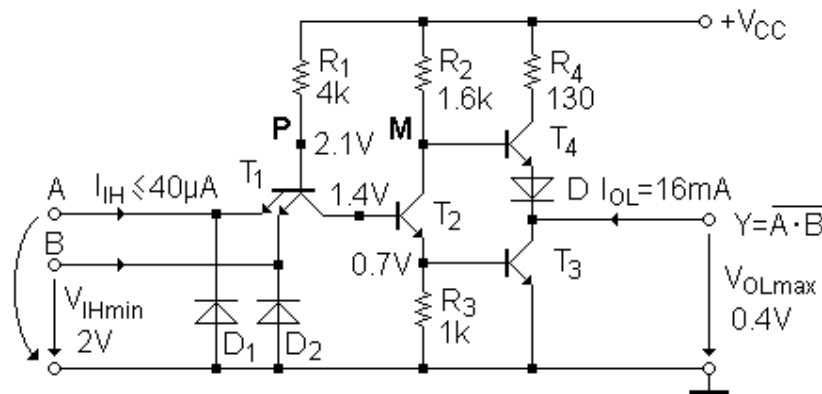 +VCC
R1
4k
R2
1.6k
R4
130
P
2.1V
M
T1
T4
A
IIH ⩽40µA
1.4V
D
IOL=16mA
T2
Y=A·B
B
0.7V
T3
VIHmin
2V
D1
D2
R3
1k
VOLmax
0.4V